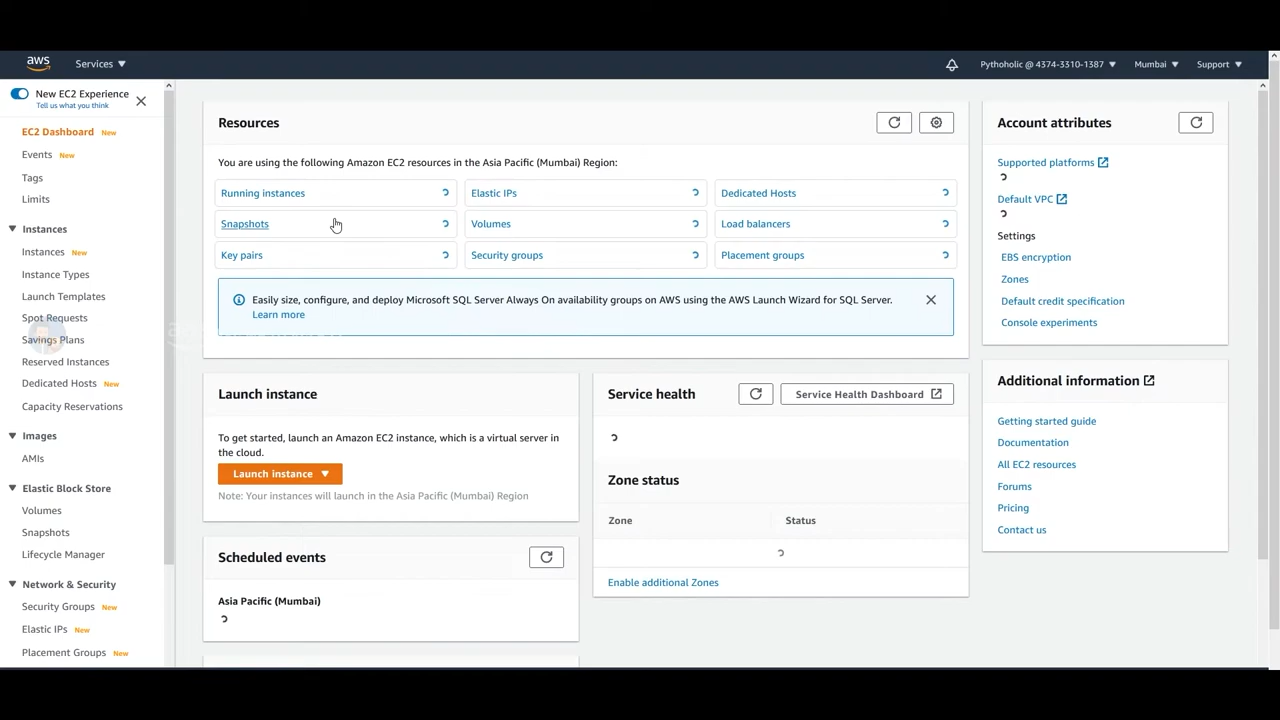 aws
Services
Pythoholic @ 4374-3310-1387
Mumbai
Support
New EC2 Experience
Tell us what you think
EC2 Dashboard New
Events New
Tags
Limits
Instances
Instances New
Instance Types
Launch Templates
Spot Requests
Savings Plans
Reserved Instances
Dedicated Hosts New
Capacity Reservations
Images
AMIs
Elastic Block Store
Volumes
Snapshots
Lifecycle Manager
Network & Security
Security Groups New
Elastic IPs New
Placement Groups New
Resources
You are using the following Amazon EC2 resources in the Asia Pacific (Mumbai) Region:
Running instances
Elastic IPs
Dedicated Hosts
Snapshots
Volumes
Load balancers
Key pairs
Security groups
Placement groups
Easily size, configure, and deploy Microsoft SQL Server Always On availability groups on AWS using the AWS Launch Wizard for SQL Server.
Learn more
Launch instance
To get started, launch an Amazon EC2 instance, which is a virtual server in
the cloud.
Launch instance
Note: Your instances will launch in the Asia Pacific (Mumbai) Region
Scheduled events
Asia Pacific (Mumbai)
Service health
Service Health Dashboard
Zone status
Zone
Status
Enable additional Zones
Account attributes
Supported platforms
Default VPC
Settings
EBS encryption
Zones
Default credit specification
Console experiments
Additional information
Getting started guide
Documentation
All EC2 resources
Forums
Pricing
Contact us